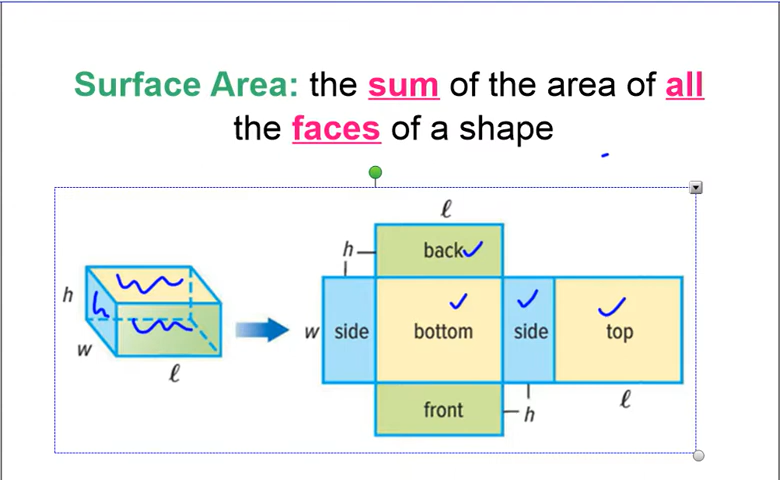 Surface Area: the sum of the area of all
the faces of a shape
ℓ
h
back
h
h
w
side
bottom
side
top
w
ℓ
front
h
ℓ